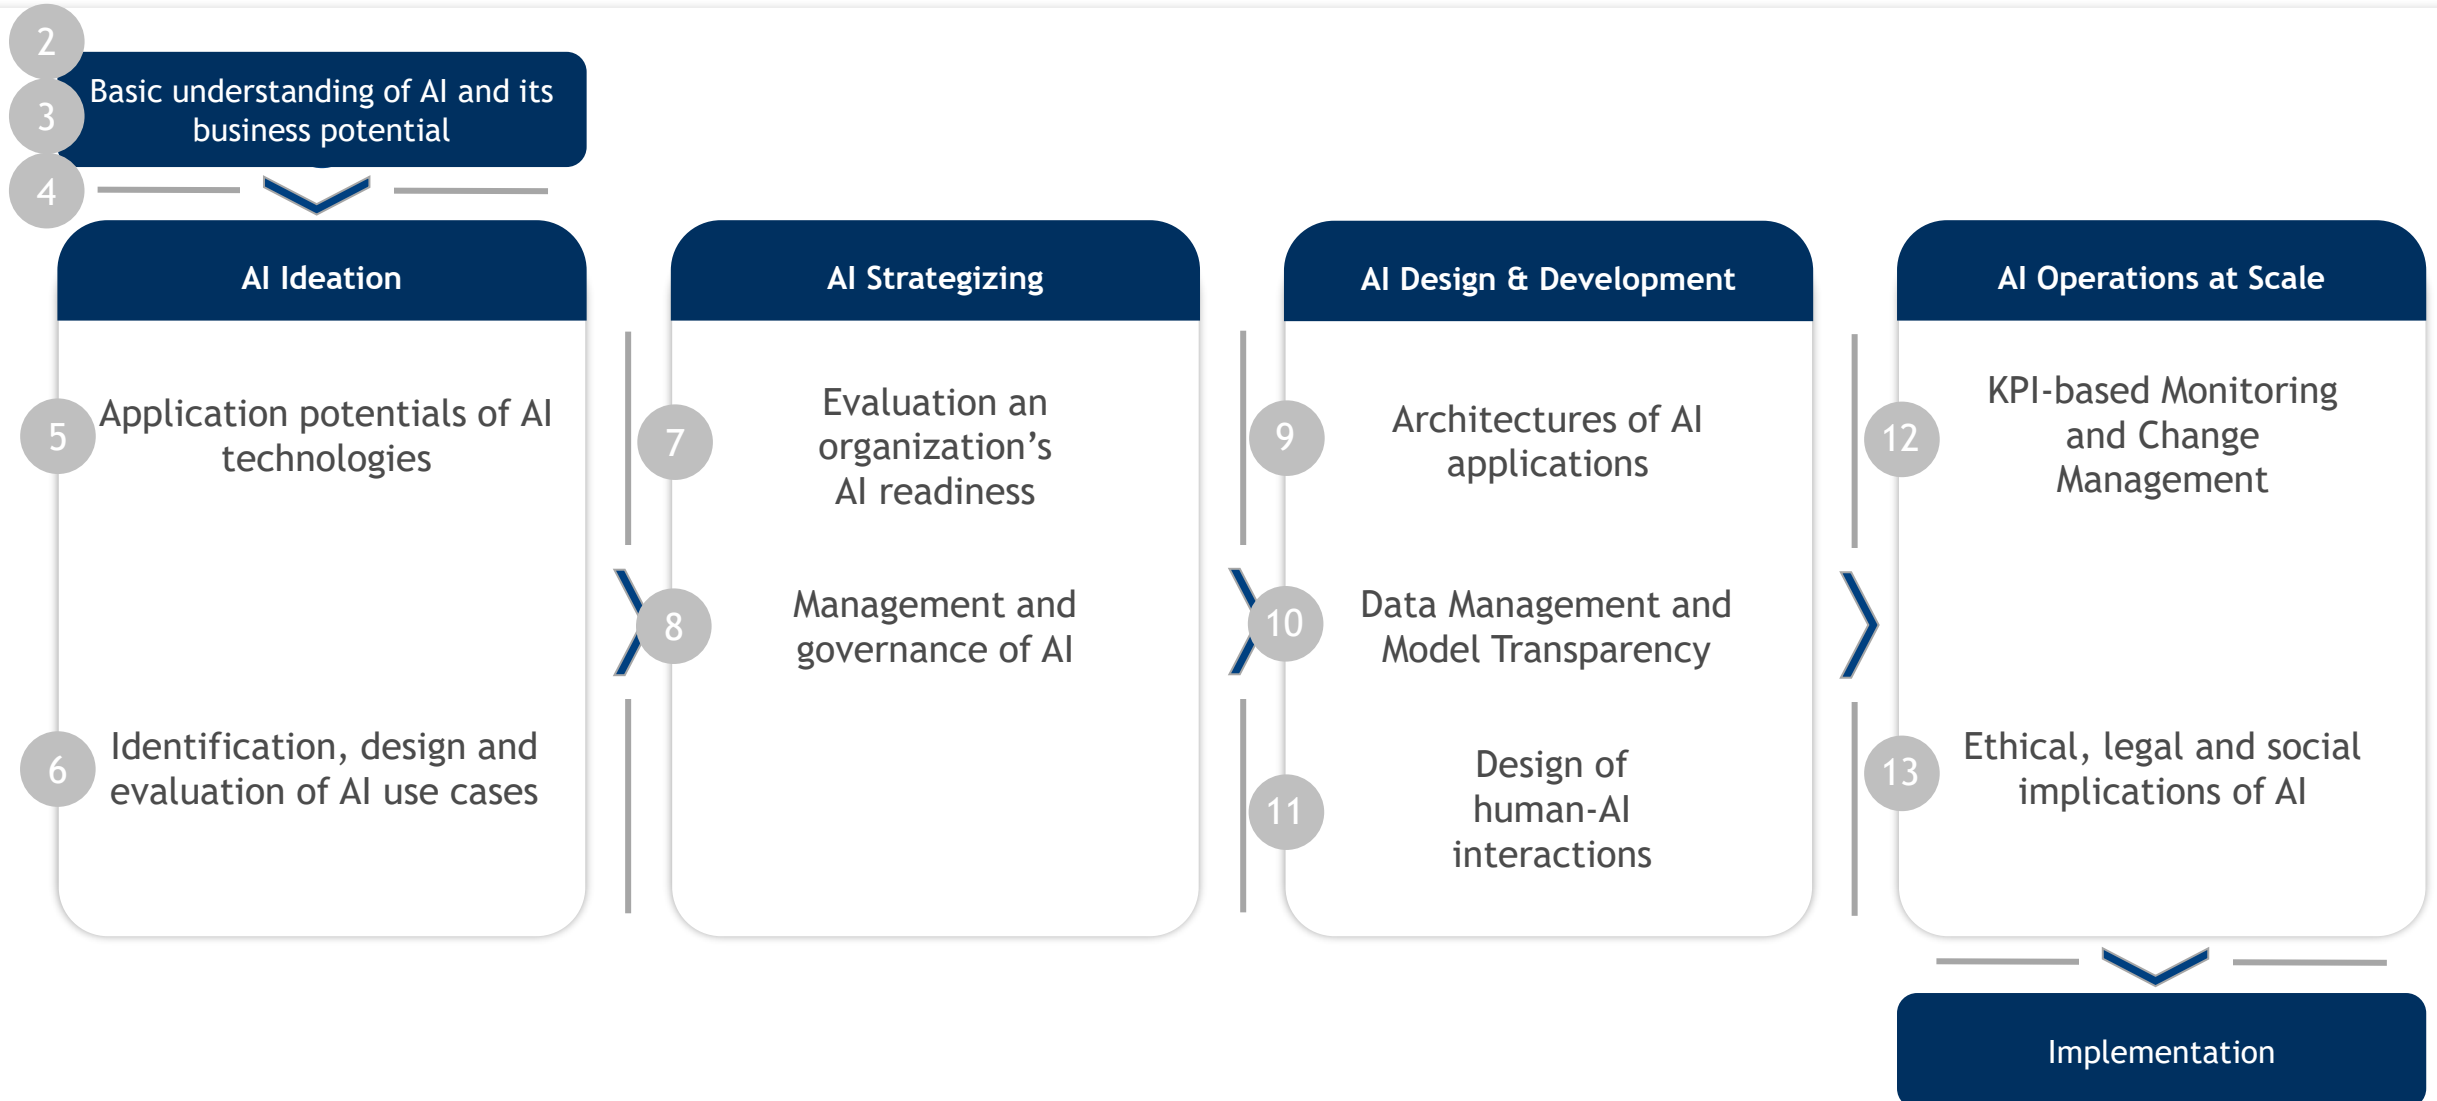 2
3
4
Basic understanding of AI and its
business potential
AI Ideation
5
Application potentials of AI
technologies
6
Identification, design and
evaluation of AI use cases
AI Strategizing
7
Evaluation an
organization’s
AI readiness
8
Management and
governance of AI
AI Design & Development
9
Architectures of AI
applications
10
Data Management and
Model Transparency
11
Design of
human-AI
interactions
AI Operations at Scale
12
KPI-based Monitoring
and Change
Management
13
Ethical, legal and social
implications of AI
Implementation